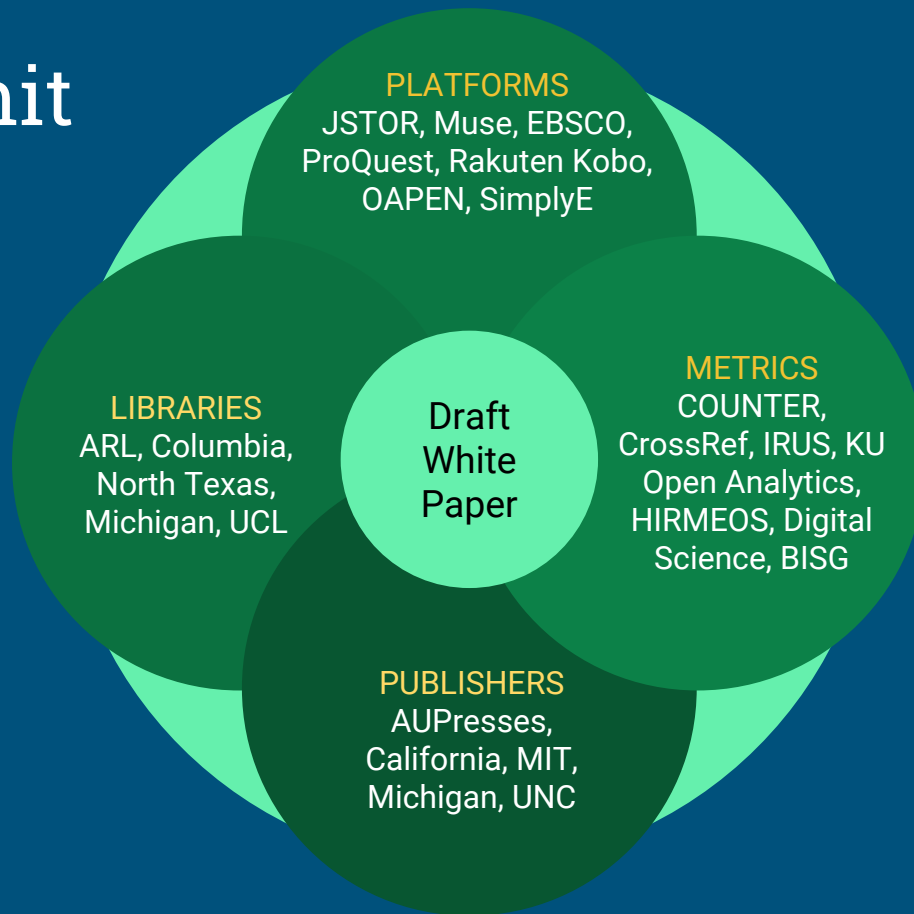 PLATFORMS
JSTOR, Muse, EBSCO,
ProQuest, Rakuten Kobo,
OAPEN, SimplyE
LIBRARIES
ARL, Columbia,
North Texas,
Michigan, UCL
Draft
White
Paper
METRICS
COUNTER,
CrossRef, IRUS, KU
Open Analytics,
HIRMEOS, Digital
Science, BISG
PUBLISHERS
AUPresses,
California, MIT,
Michigan, UNC